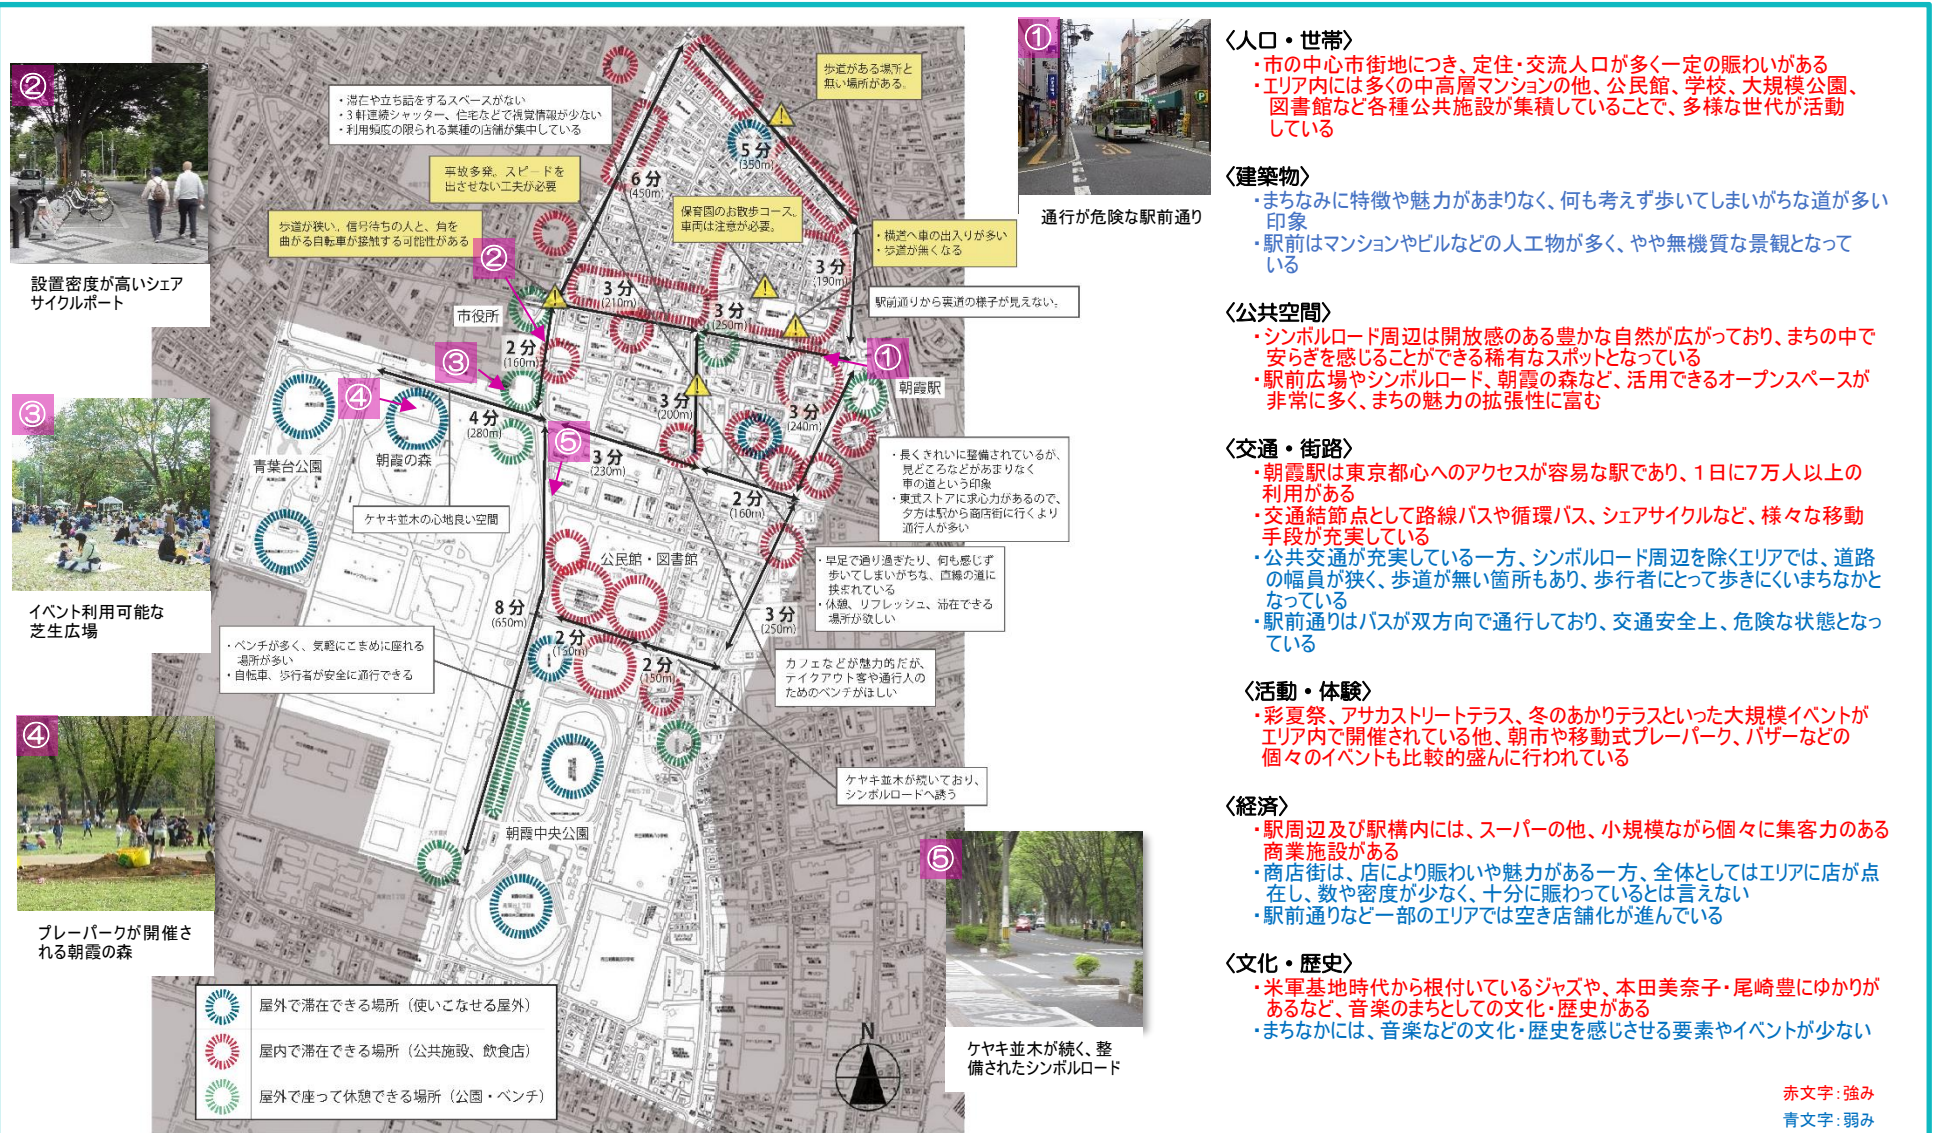 ①
通行が危険な駅前通り
②
設置密度が高いシェア
サイクルポート
③
イベント利用可能な
芝生広場
④
プレーパークが開催さ
れる朝霞の森
⑤
ケヤキ並木が続く、整
備されたシンボルロード
・滞在や立ち話をするスペースがない
・3軒連続シャッター、住宅などで視覚情報が少ない
・利用頻度の限られる業種の店舗が集中している
歩道がある場所と
無い場所がある。
事故多発。スピードを
出させない工夫が必要
歩道が狭い。信号待ちの人と、角を
曲がる自転車が接触する可能性がある
保育園のお散歩コース。
車両は注意が必要。
・横道へ車の出入りが多い
・歩道が無くなる
駅前通りから裏道の様子が見えない。
5分
(350m)
6分
(450m)
3分
(190m)
3分
(210m)
3分
(250m)
市役所
②
①
2分
(160m)
③
④
朝霞駅
3分
(200m)
3分
(240m)
4分
(280m)
⑤
3分
(230m)
青葉台公園
朝霞の森
・長くきれいに整備されているが、
見どころなどがあまりなく
車の道という印象
・東武ストアに求心力があるので、
夕方は駅から商店街に行くより
通行人が多い
2分
(160m)
ケヤキ並木の心地良い空間
公民館・図書館
・早足で通り過ぎたり、何も感じず
歩いてしまいがちな、直線の道に
挟まれている
・休憩、リフレッシュ、滞在できる
場所が欲しい
8分
(650m)
3分
(250m)
2分
(150m)
2分
(150m)
・ベンチが多く、気軽にこまめに座れる
場所が多い
・自転車、歩行者が安全に通行できる
カフェなどが魅力的だが、
テイクアウト客や通行人の
ためのベンチがほしい
ケヤキ並木が続いており、
シンボルロードへ誘う
朝霞中央公園
屋外で滞在できる場所（使いこなせる屋外）
屋内で滞在できる場所（公共施設、飲食店）
屋外で座って休憩できる場所（公園・ベンチ）
N
〈人口・世帯〉
・市の中心市街地につき、定住・交流人口が多く一定の賑わいがある
・エリア内には多くの中高層マンションの他、公民館、学校、大規模公園、
図書館など各種公共施設が集積していることで、多様な世代が活動
している
〈建築物〉
・まちなみに特徴や魅力があまりなく、何も考えず歩いてしまいがちな道が多い
印象
・駅前はマンションやビルなどの人工物が多く、やや無機質な景観となって
いる
〈公共空間〉
・シンボルロード周辺は開放感のある豊かな自然が広がっており、まちの中で
安らぎを感じることができる稀有なスポットとなっている
・駅前広場やシンボルロード、朝霞の森など、活用できるオープンスペースが
非常に多く、まちの魅力の拡張性に富む
〈交通・街路〉
・朝霞駅は東京都心へのアクセスが容易な駅であり、1日に7万人以上の
利用がある
・交通結節点として路線バスや循環バス、シェアサイクルなど、様々な移動
手段が充実している
・公共交通が充実している一方、シンボルロード周辺を除くエリアでは、道路
の幅員が狭く、歩道が無い箇所もあり、歩行者にとって歩きにくいまちなかと
なっている
・駅前通りはバスが双方向で通行しており、交通安全上、危険な状態となっ
ている
〈活動・体験〉
・彩夏祭、アサカストリートテラス、冬のあかりテラスといった大規模イベントが
エリア内で開催されている他、朝市や移動式プレーパーク、バザーなどの
個々のイベントも比較的盛んに行われている
〈経済〉
・駅周辺及び駅構内には、スーパーの他、小規模ながら個々に集客力のある
商業施設がある
・商店街は、店により賑わいや魅力がある一方、全体としてはエリアに店が点
在し、数や密度が少なく、十分に賑わっているとは言えない
・駅前通りなど一部のエリアでは空き店舗化が進んでいる
〈文化・歴史〉
・米軍基地時代から根付いているジャズや、本田美奈子・尾崎豊にゆかりが
あるなど、音楽のまちとしての文化・歴史がある
・まちなかには、音楽などの文化・歴史を感じさせる要素やイベントが少ない
赤文字：強み
青文字：弱み